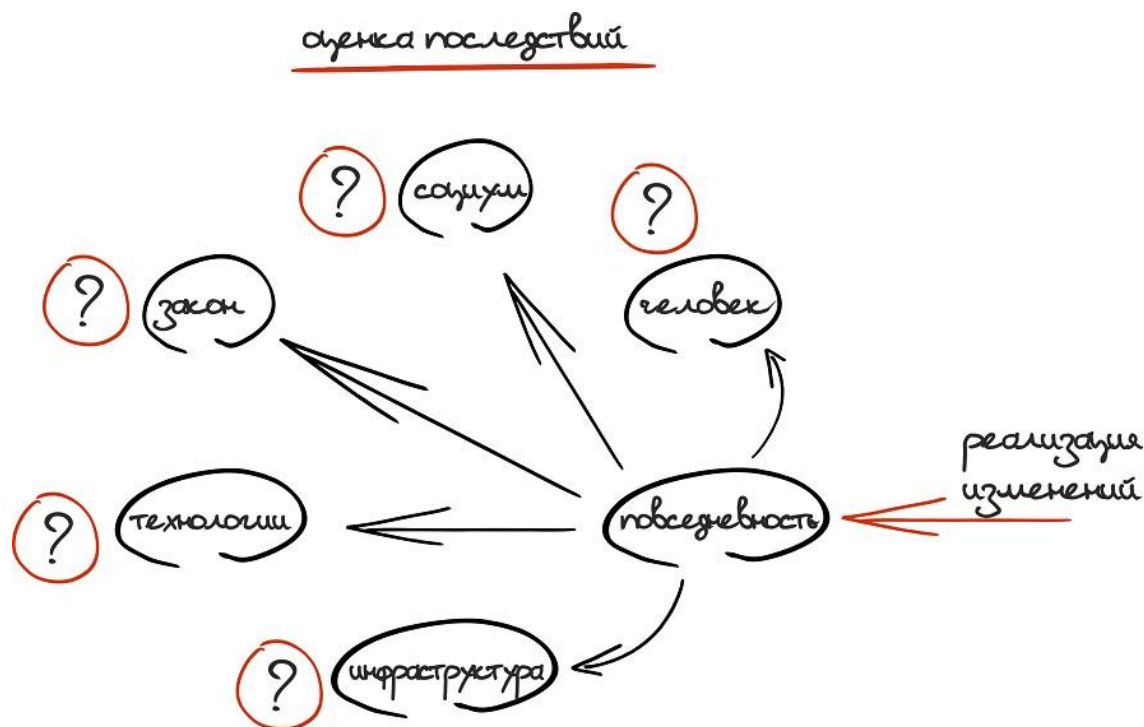 оценка последствий
? социум
?
человек
? закон
реализация
изменений
? технологии
повседневность
? инфраструктура